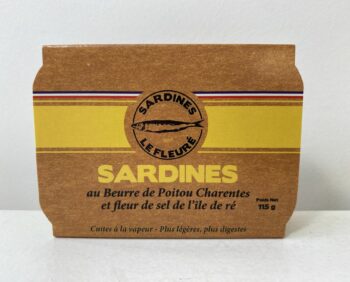 SARDINES
LE FLEURÉ
SARDINES
au Beurre de Poitou Charentes
et fleur de sel de l'île de ré
Poids Net
115 g
Cuites à la vapeur - Plus légères, plus digestes